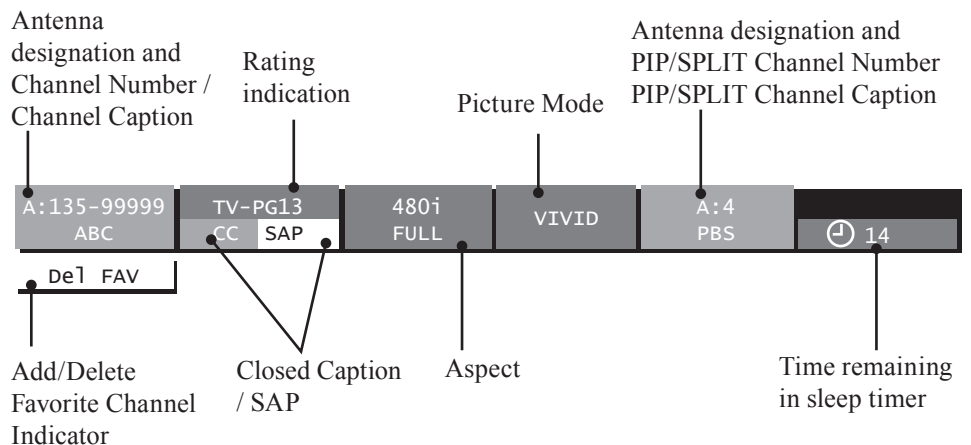 Antenna
designation and
Channel Number /
Channel Caption
Rating
indication
Picture Mode
Antenna designation and
PIP/SPLIT Channel Number
PIP/SPLIT Channel Caption
A:135-99999
ABC
TV-PG13
CC SAP
480i
FULL
VIVID
A:4
PBS
14
Del FAV
Add/Delete
Favorite Channel
Indicator
Closed Caption
/ SAP
Aspect
Time remaining
in sleep timer